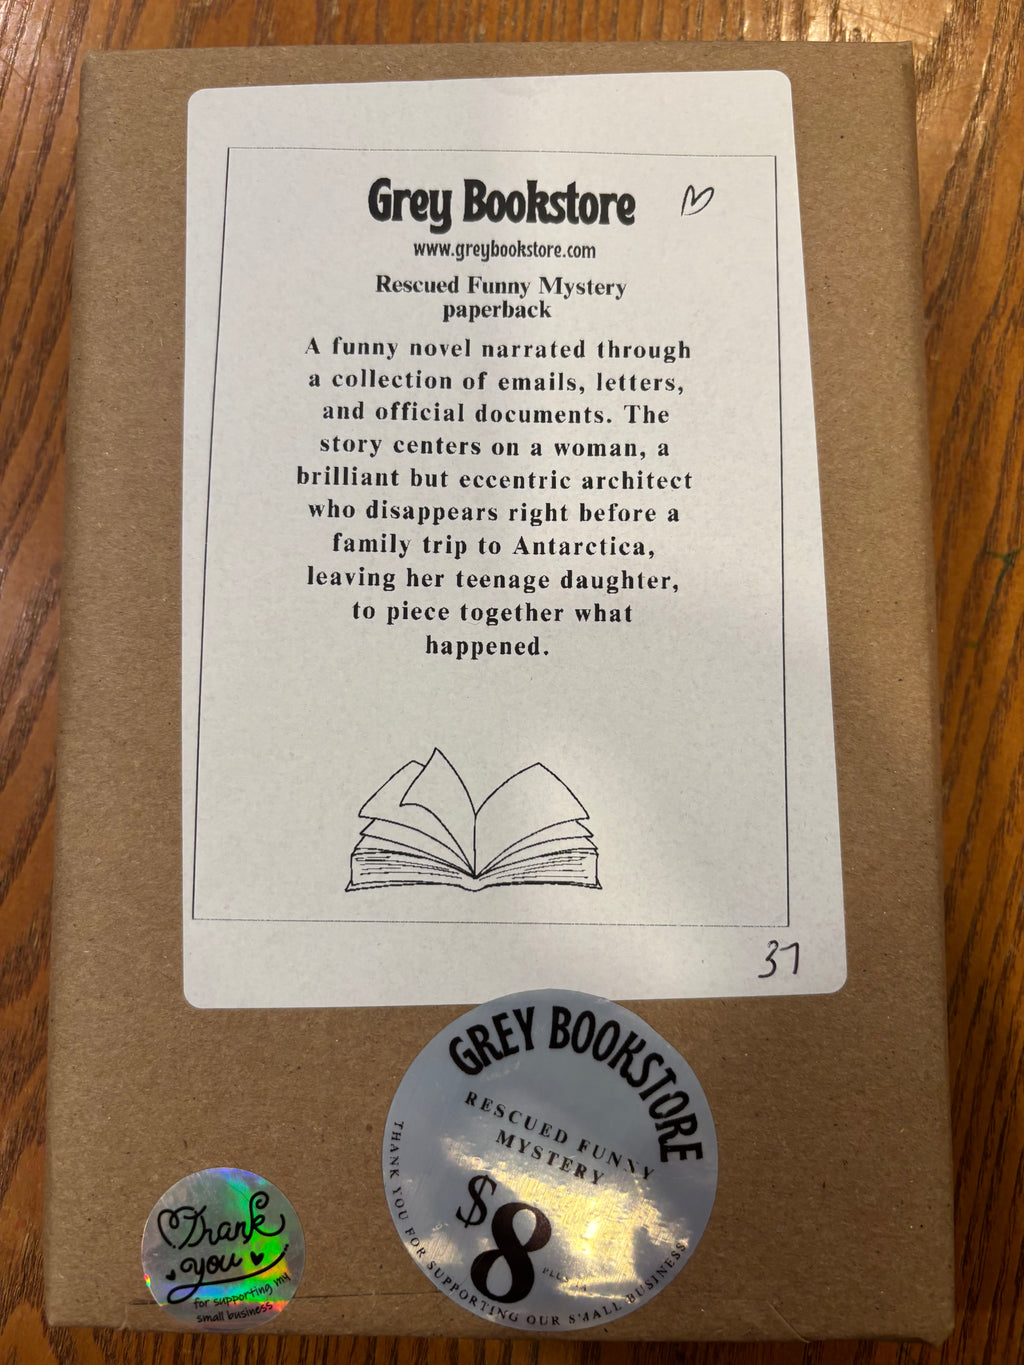 Grey Bookstore
www.greybookstore.com
Rescued Funny Mystery
paperback
A funny novel narrated through
a collection of emails, letters,
and official documents. The
story centers on a woman, a
brilliant but eccentric architect
who disappears right before a
family trip to Antarctica,
leaving her teenage daughter,
to piece together what
happened.
37
GREY BOOKSTORE
RESCUED FUNNY
MYSTERY
$8
PLUS
THANK YOU FOR SUPPORTING OUR SMALL BUSINESS
Thank
you
for supporting my
small business